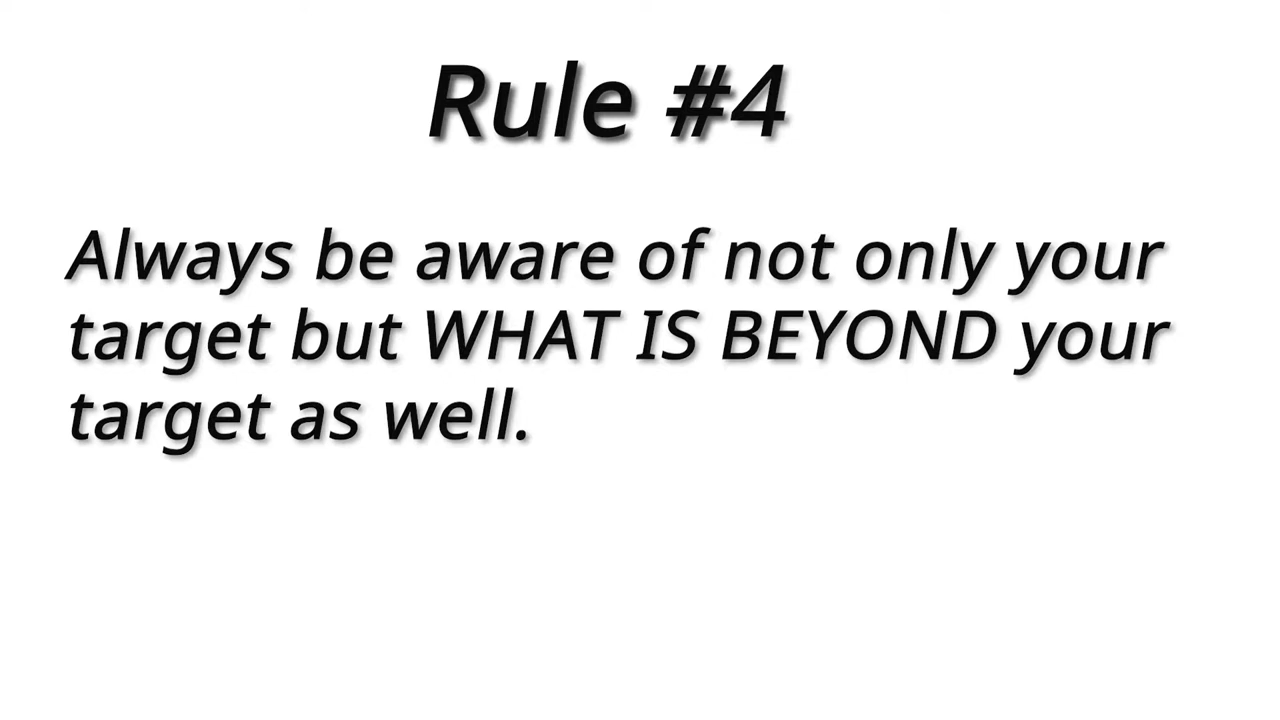 Rule #4
Always be aware of not only your
target but WHAT IS BEYOND your
target as well.